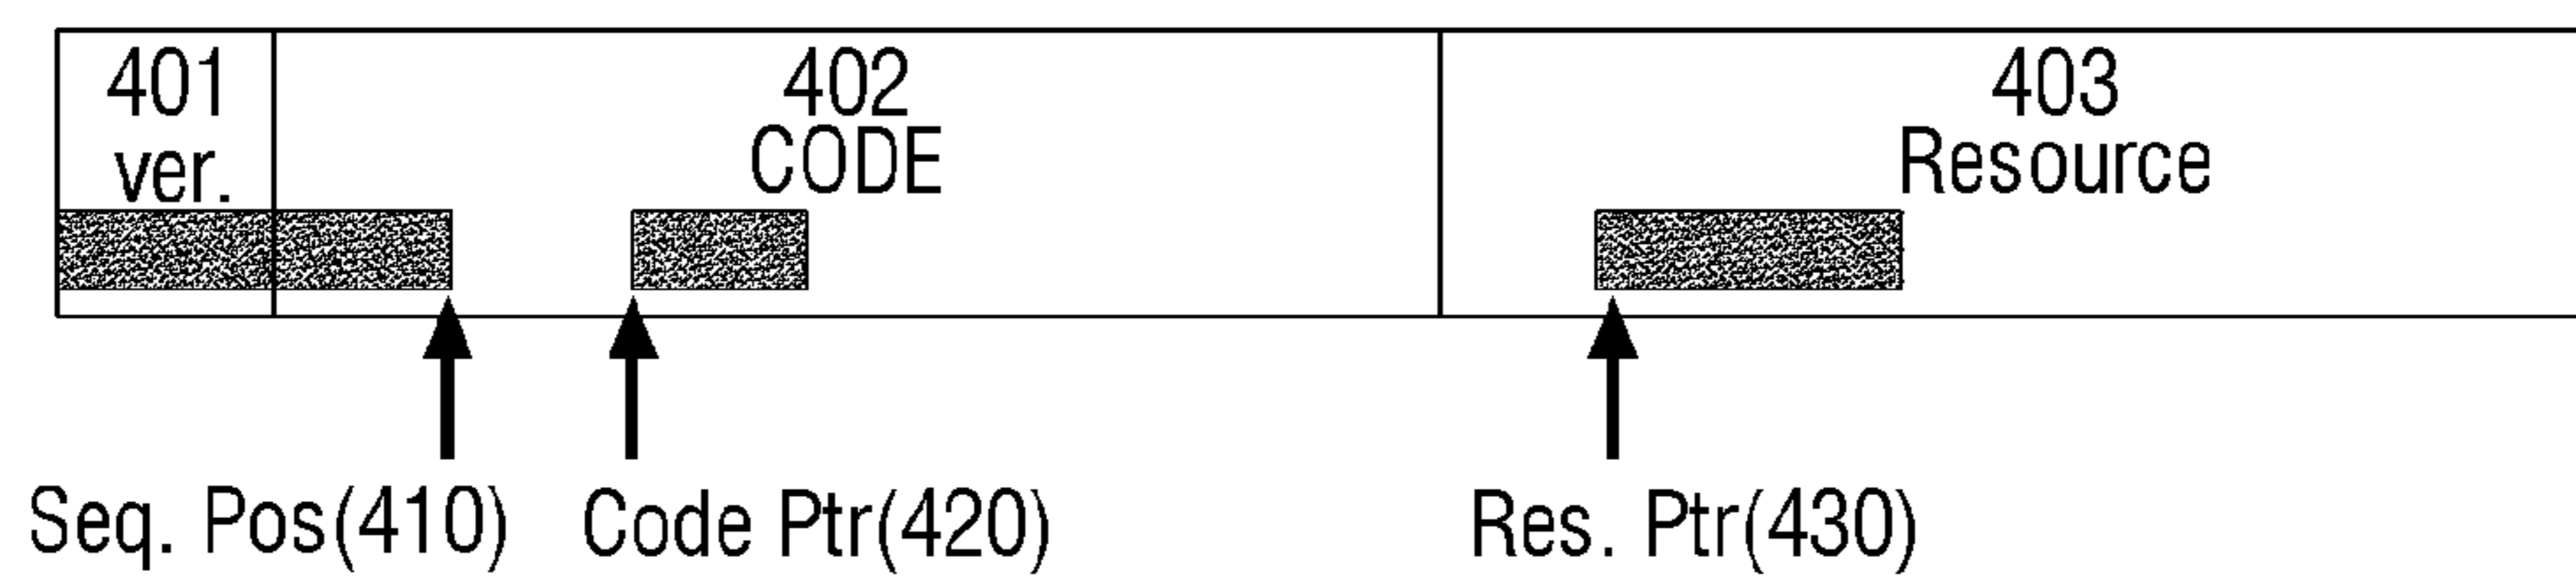 401
ver.
402
CODE
403
Resource
Seq. Pos(410)
Code Ptr(420)
Res. Ptr(430)